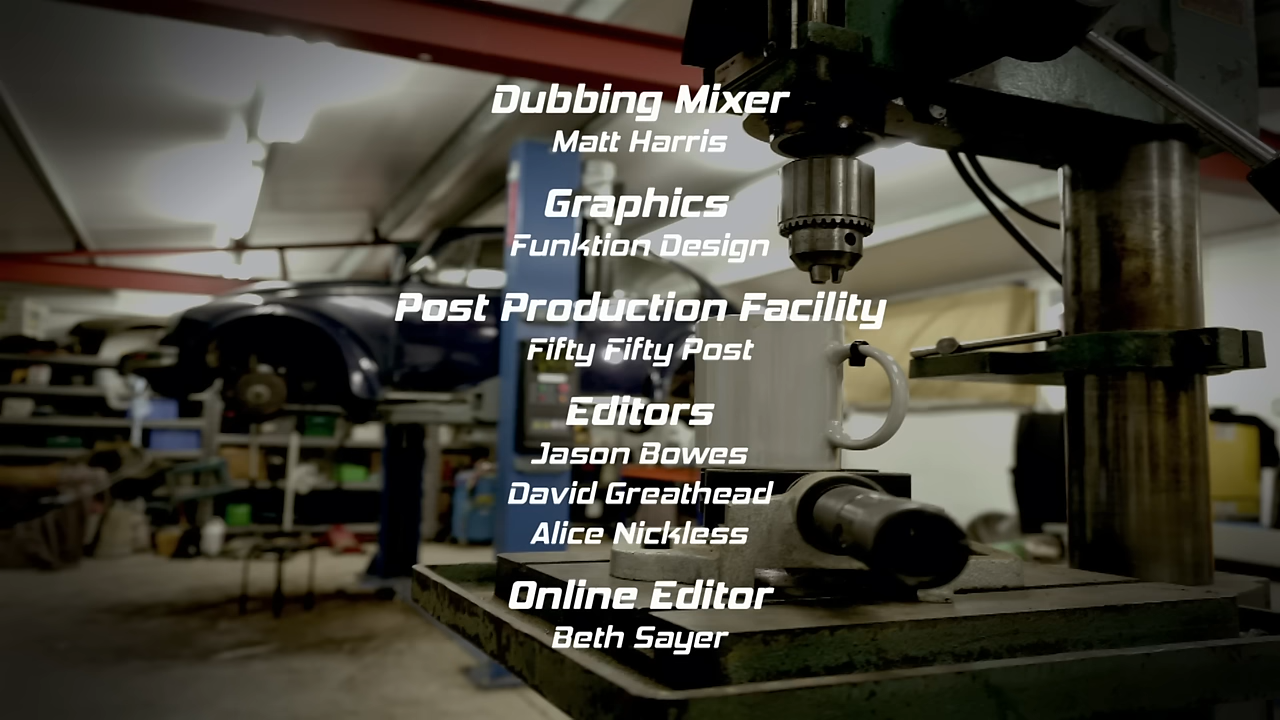 Dubbing Mixer
Matt Harris
Graphics
Funktion Design
Post Production Facility
Fifty Fifty Post
Editors
Jason Bowes
David Greathead
Alice Nickless
Online Editor
Beth Sayer